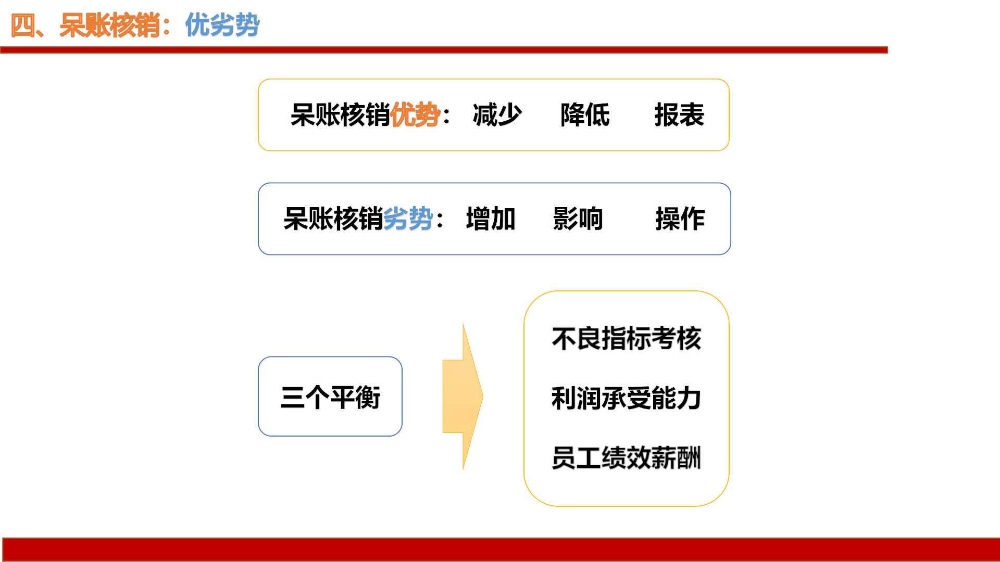 四、呆账核销：优劣势
呆账核销优势： 减少 降低 报表
呆账核销劣势： 增加 影响 操作
三个平衡
不良指标考核
利润承受能力
员工绩效薪酬